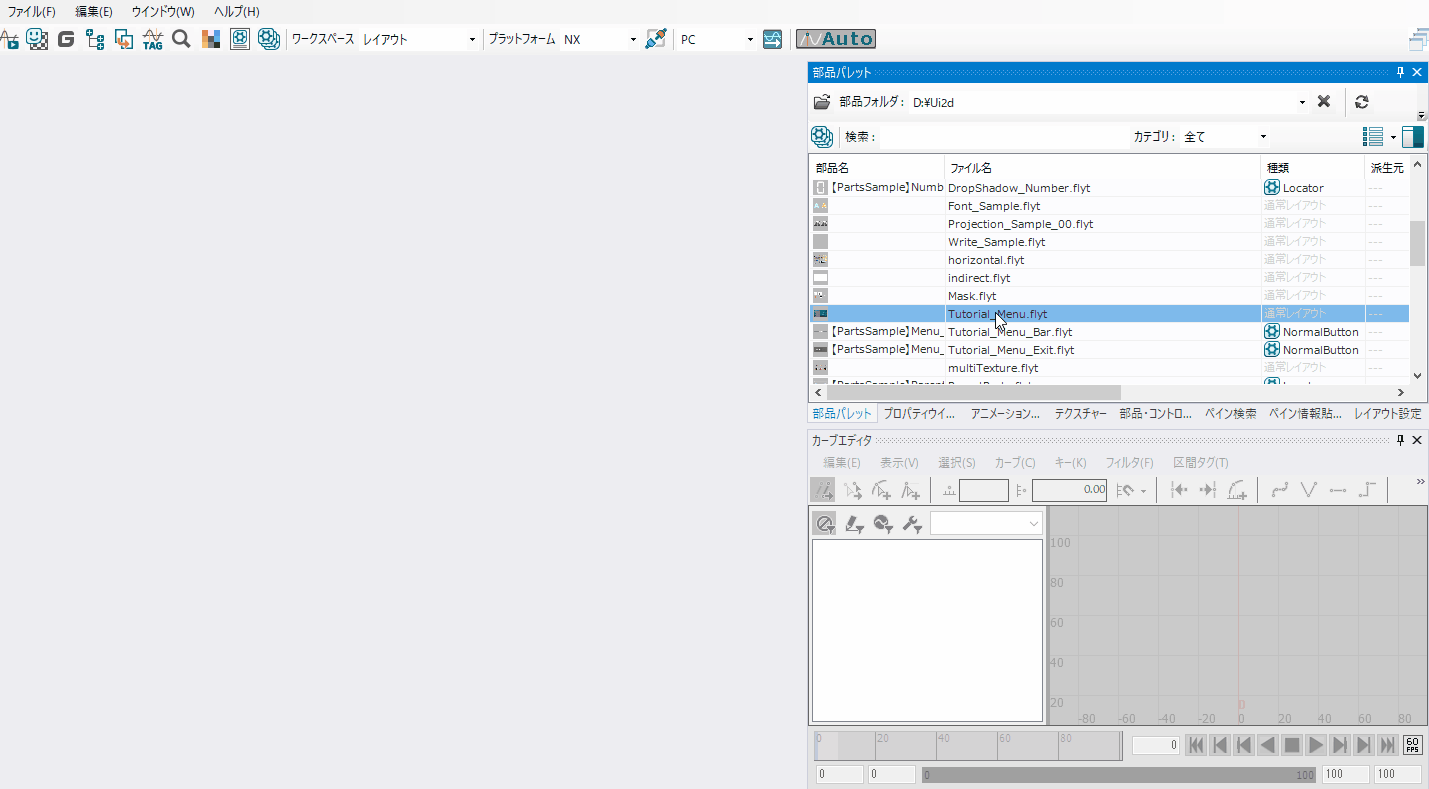 ファイル(F) 編集(E) ウインドウ(W) ヘルプ(H)
TAG ワークスペース レイアウト プラットフォーム NX PC Auto
部品パレット
部品フォルダ: D:¥Ui2d
検索: カテゴリ: 全て
部品名 ファイル名 種類 派生元
【PartsSample】Numb DropShadow_Number.flyt Locator ---
Font_Sample.flyt 通常レイアウト ---
Projection_Sample_00.flyt 通常レイアウト ---
Write_Sample.flyt 通常レイアウト ---
horizontal.flyt 通常レイアウト ---
indirect.flyt 通常レイアウト ---
Mask.flyt 通常レイアウト ---
Tutorial_Menu.flyt 通常レイアウト ---
【PartsSample】Menu_ Tutorial_Menu_Bar.flyt NormalButton ---
【PartsSample】Menu_ Tutorial_Menu_Exit.flyt NormalButton ---
multiTexture.flyt 通常レイアウト ---
部品パレット プロパティウイ... アニメーション... テクスチャー 部品・コントロ... ペイン検索 ペイン情報貼... レイアウト設定
カーブエディタ
編集(E) 表示(V) 選択(S) カーブ(C) キー(K) フィルタ(F) 区間タグ(T)
0.00
100
80
60
40
20
0
-80 -60 -40 -20 0 20 40 60 80
0 20 40 60 80 0 60 FPS
0 0 0 100 100 100